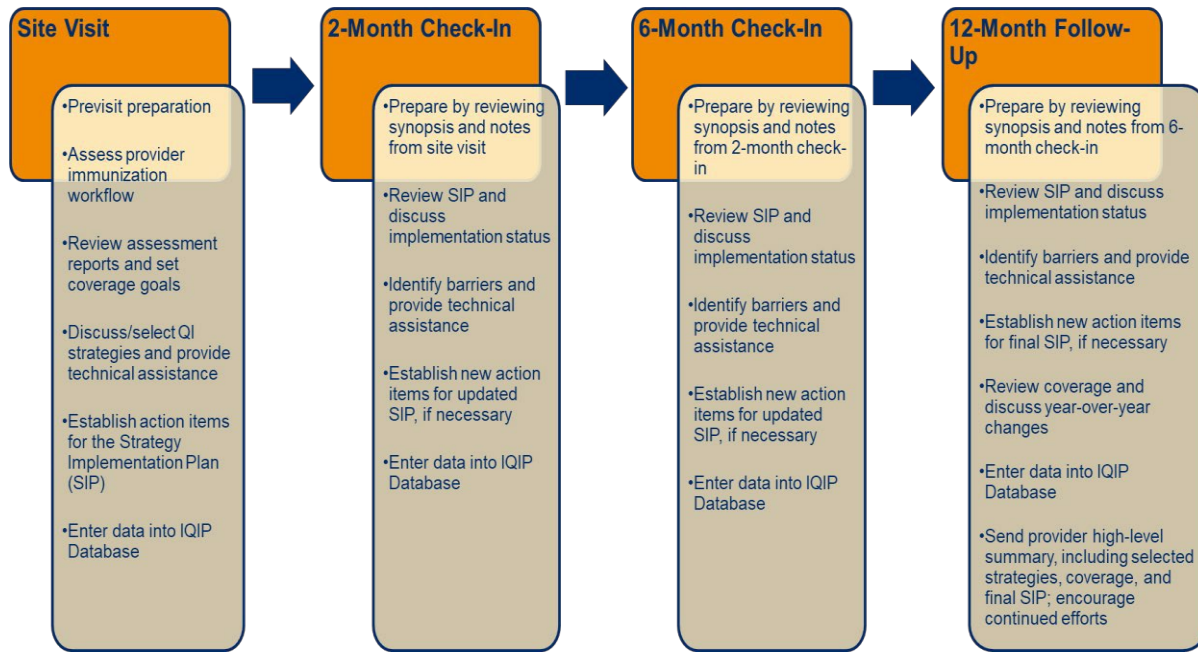 Site Visit
•Previsit preparation
•Assess provider
immunization
workflow
•Review assessment
reports and set
coverage goals
•Discuss/select QI
strategies and provide
technical assistance
•Establish action items
for the Strategy
Implementation Plan
(SIP)
•Enter data into IQIP
Database
2-Month Check-In
•Prepare by reviewing
synopsis and notes
from site visit
•Review SIP and
discuss
implementation status
•Identify barriers and
provide technical
assistance
•Establish new action
items for updated
SIP, if necessary
•Enter data into IQIP
Database
6-Month Check-In
•Prepare by reviewing
synopsis and notes
from 2-month check-
in
•Review SIP and
discuss
implementation status
•Identify barriers and
provide technical
assistance
•Establish new action
items for updated
SIP, if necessary
•Enter data into IQIP
Database
12-Month Follow-
Up
•Prepare by reviewing
synopsis and notes from 6-
month check-in
•Review SIP and discuss
implementation status
•Identify barriers and provide
technical assistance
•Establish new action items
for final SIP, if necessary
•Review coverage and
discuss year-over-year
changes
•Enter data into IQIP
Database
•Send provider high-level
summary, including selected
strategies, coverage, and
final SIP; encourage
continued efforts